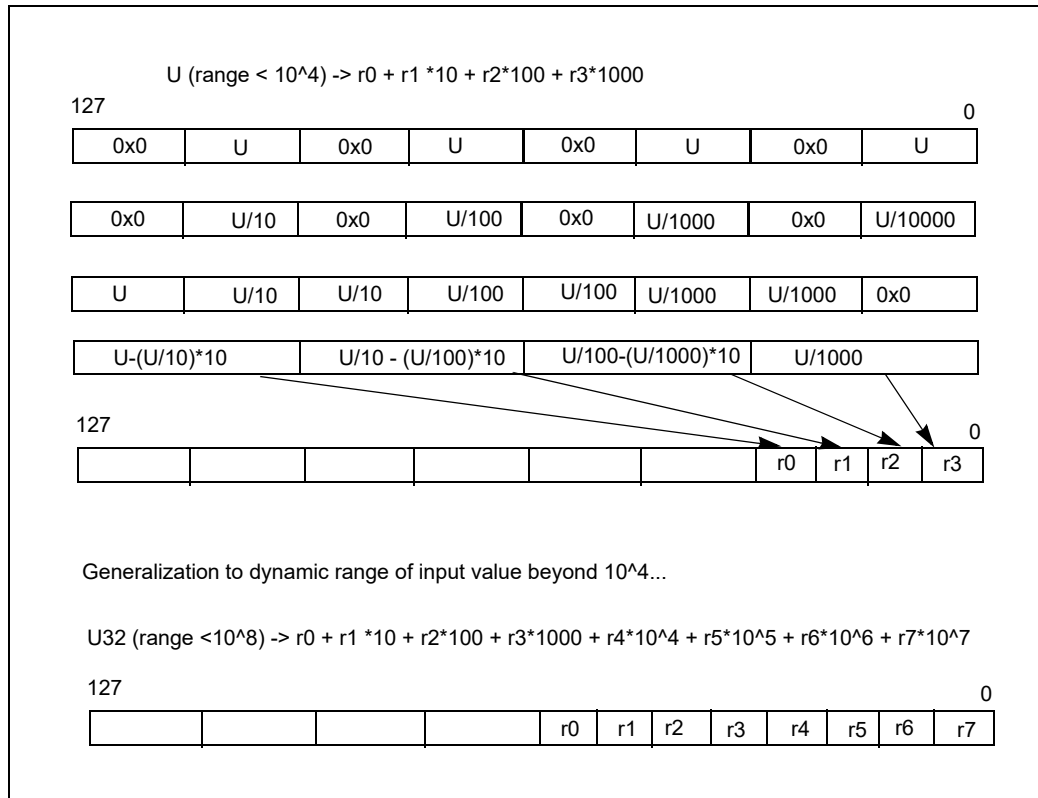 U (range < 10^4) -> r0 + r1 *10 + r2*100 + r3*1000
127 0
0x0 U 0x0 U 0x0 U 0x0 U
0x0 U/10 0x0 U/100 0x0 U/1000 0x0 U/10000
U U/10 U/10 U/100 U/100 U/1000 U/1000 0x0
U-(U/10)*10 U/10 - (U/100)*10 U/100-(U/1000)*10 U/1000
127 0
r0 r1 r2 r3
Generalization to dynamic range of input value beyond 10^4...
U32 (range <10^8) -> r0 + r1 *10 + r2*100 + r3*1000 + r4*10^4 + r5*10^5 + r6*10^6 + r7*10^7
127 0
r0 r1 r2 r3 r4 r5 r6 r7